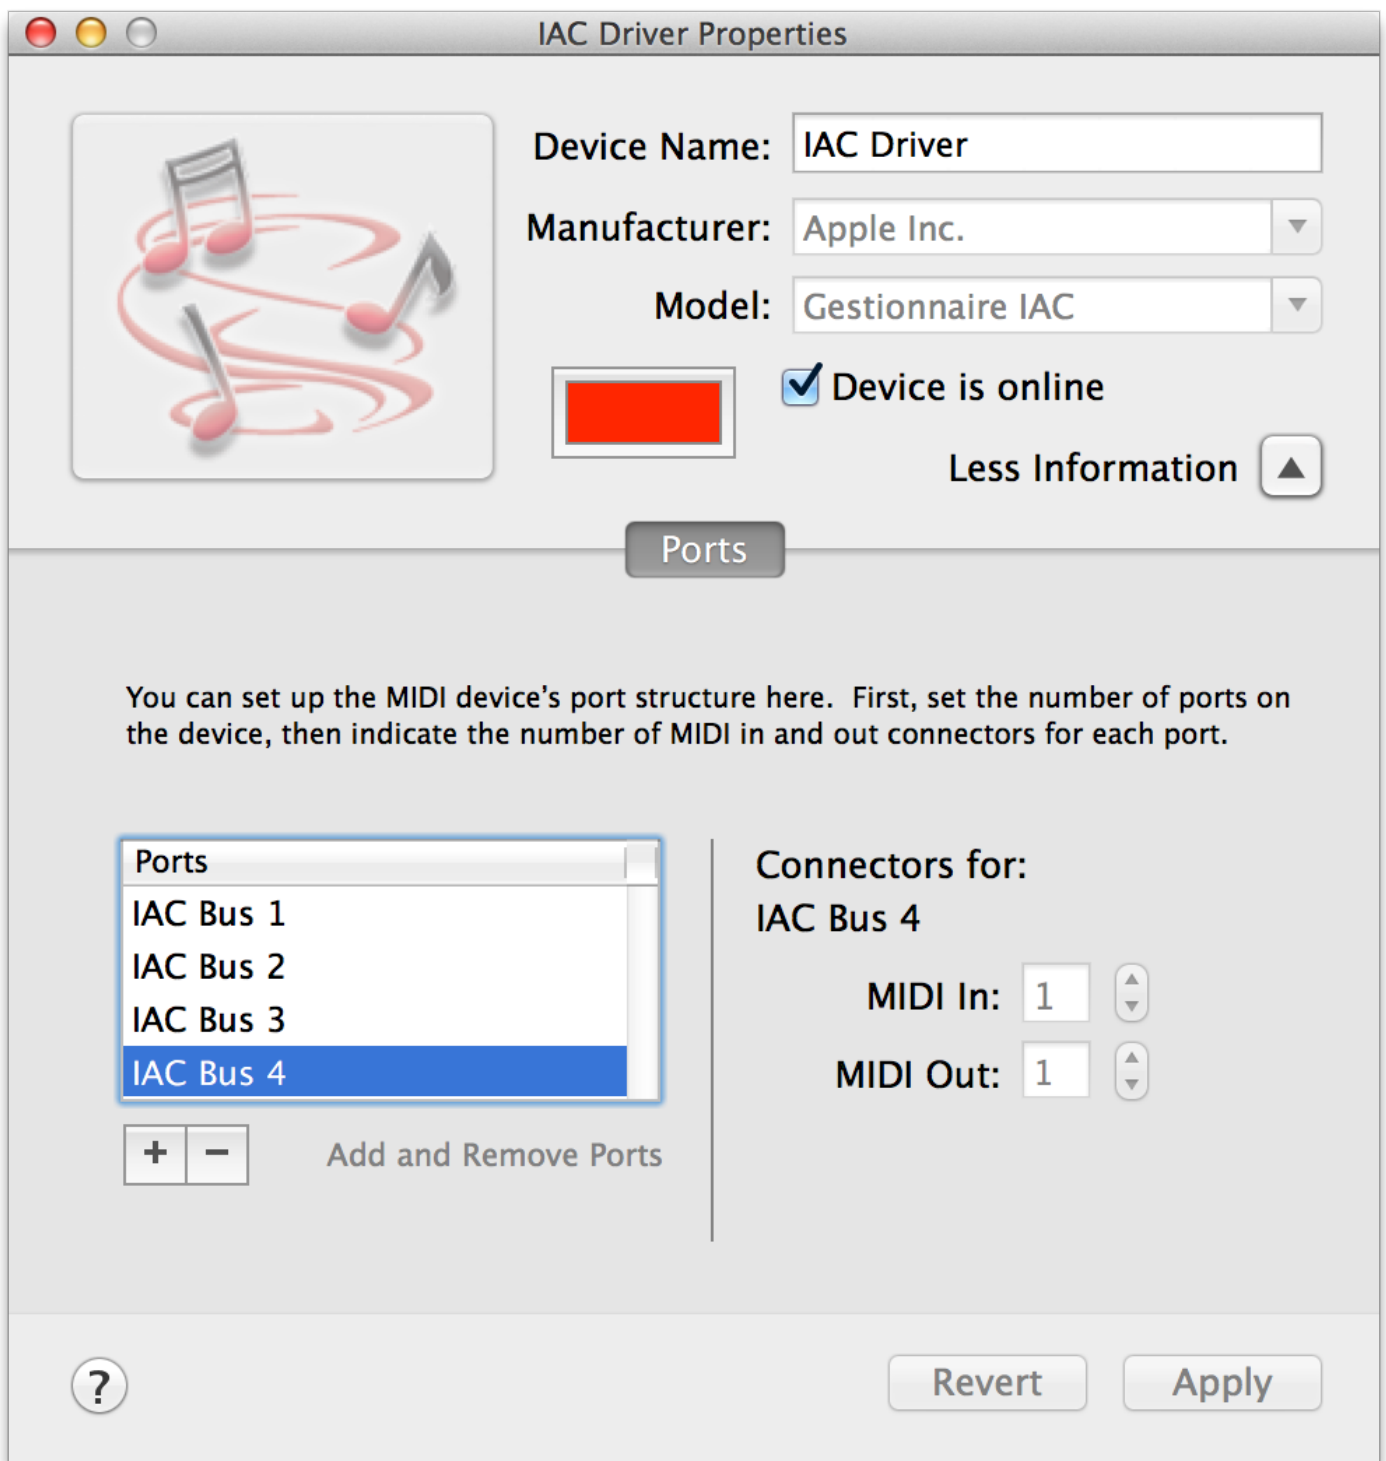 IAC Driver Properties
Device Name: IAC Driver
Manufacturer: Apple Inc.
Model: Gestionnaire IAC
Device is online
Less Information
Ports
You can set up the MIDI device's port structure here.  First, set the number of ports on
the device, then indicate the number of MIDI in and out connectors for each port.
Ports
IAC Bus 1
IAC Bus 2
IAC Bus 3
IAC Bus 4
+ − Add and Remove Ports
Connectors for:
IAC Bus 4
MIDI In: 1
MIDI Out: 1
? Revert Apply